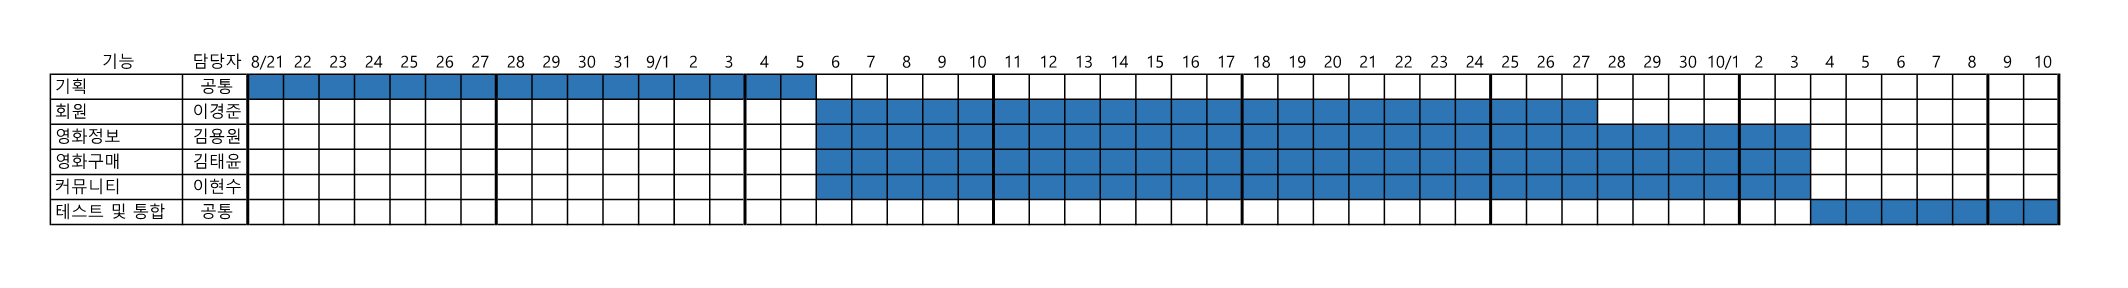 기능 담당자 8/21 22 23 24 25 26 27 28 29 30 31 9/1 2 3 4 5 6 7 8 9 10 11 12 13 14 15 16 17 18 19 20 21 22 23 24 25 26 27 28 29 30 10/1 2 3 4 5 6 7 8 9 10
기획 공통
회원 이경준
영화정보 김용원
영화구매 김태윤
커뮤니티 이현수
테스트 및 통합 공통